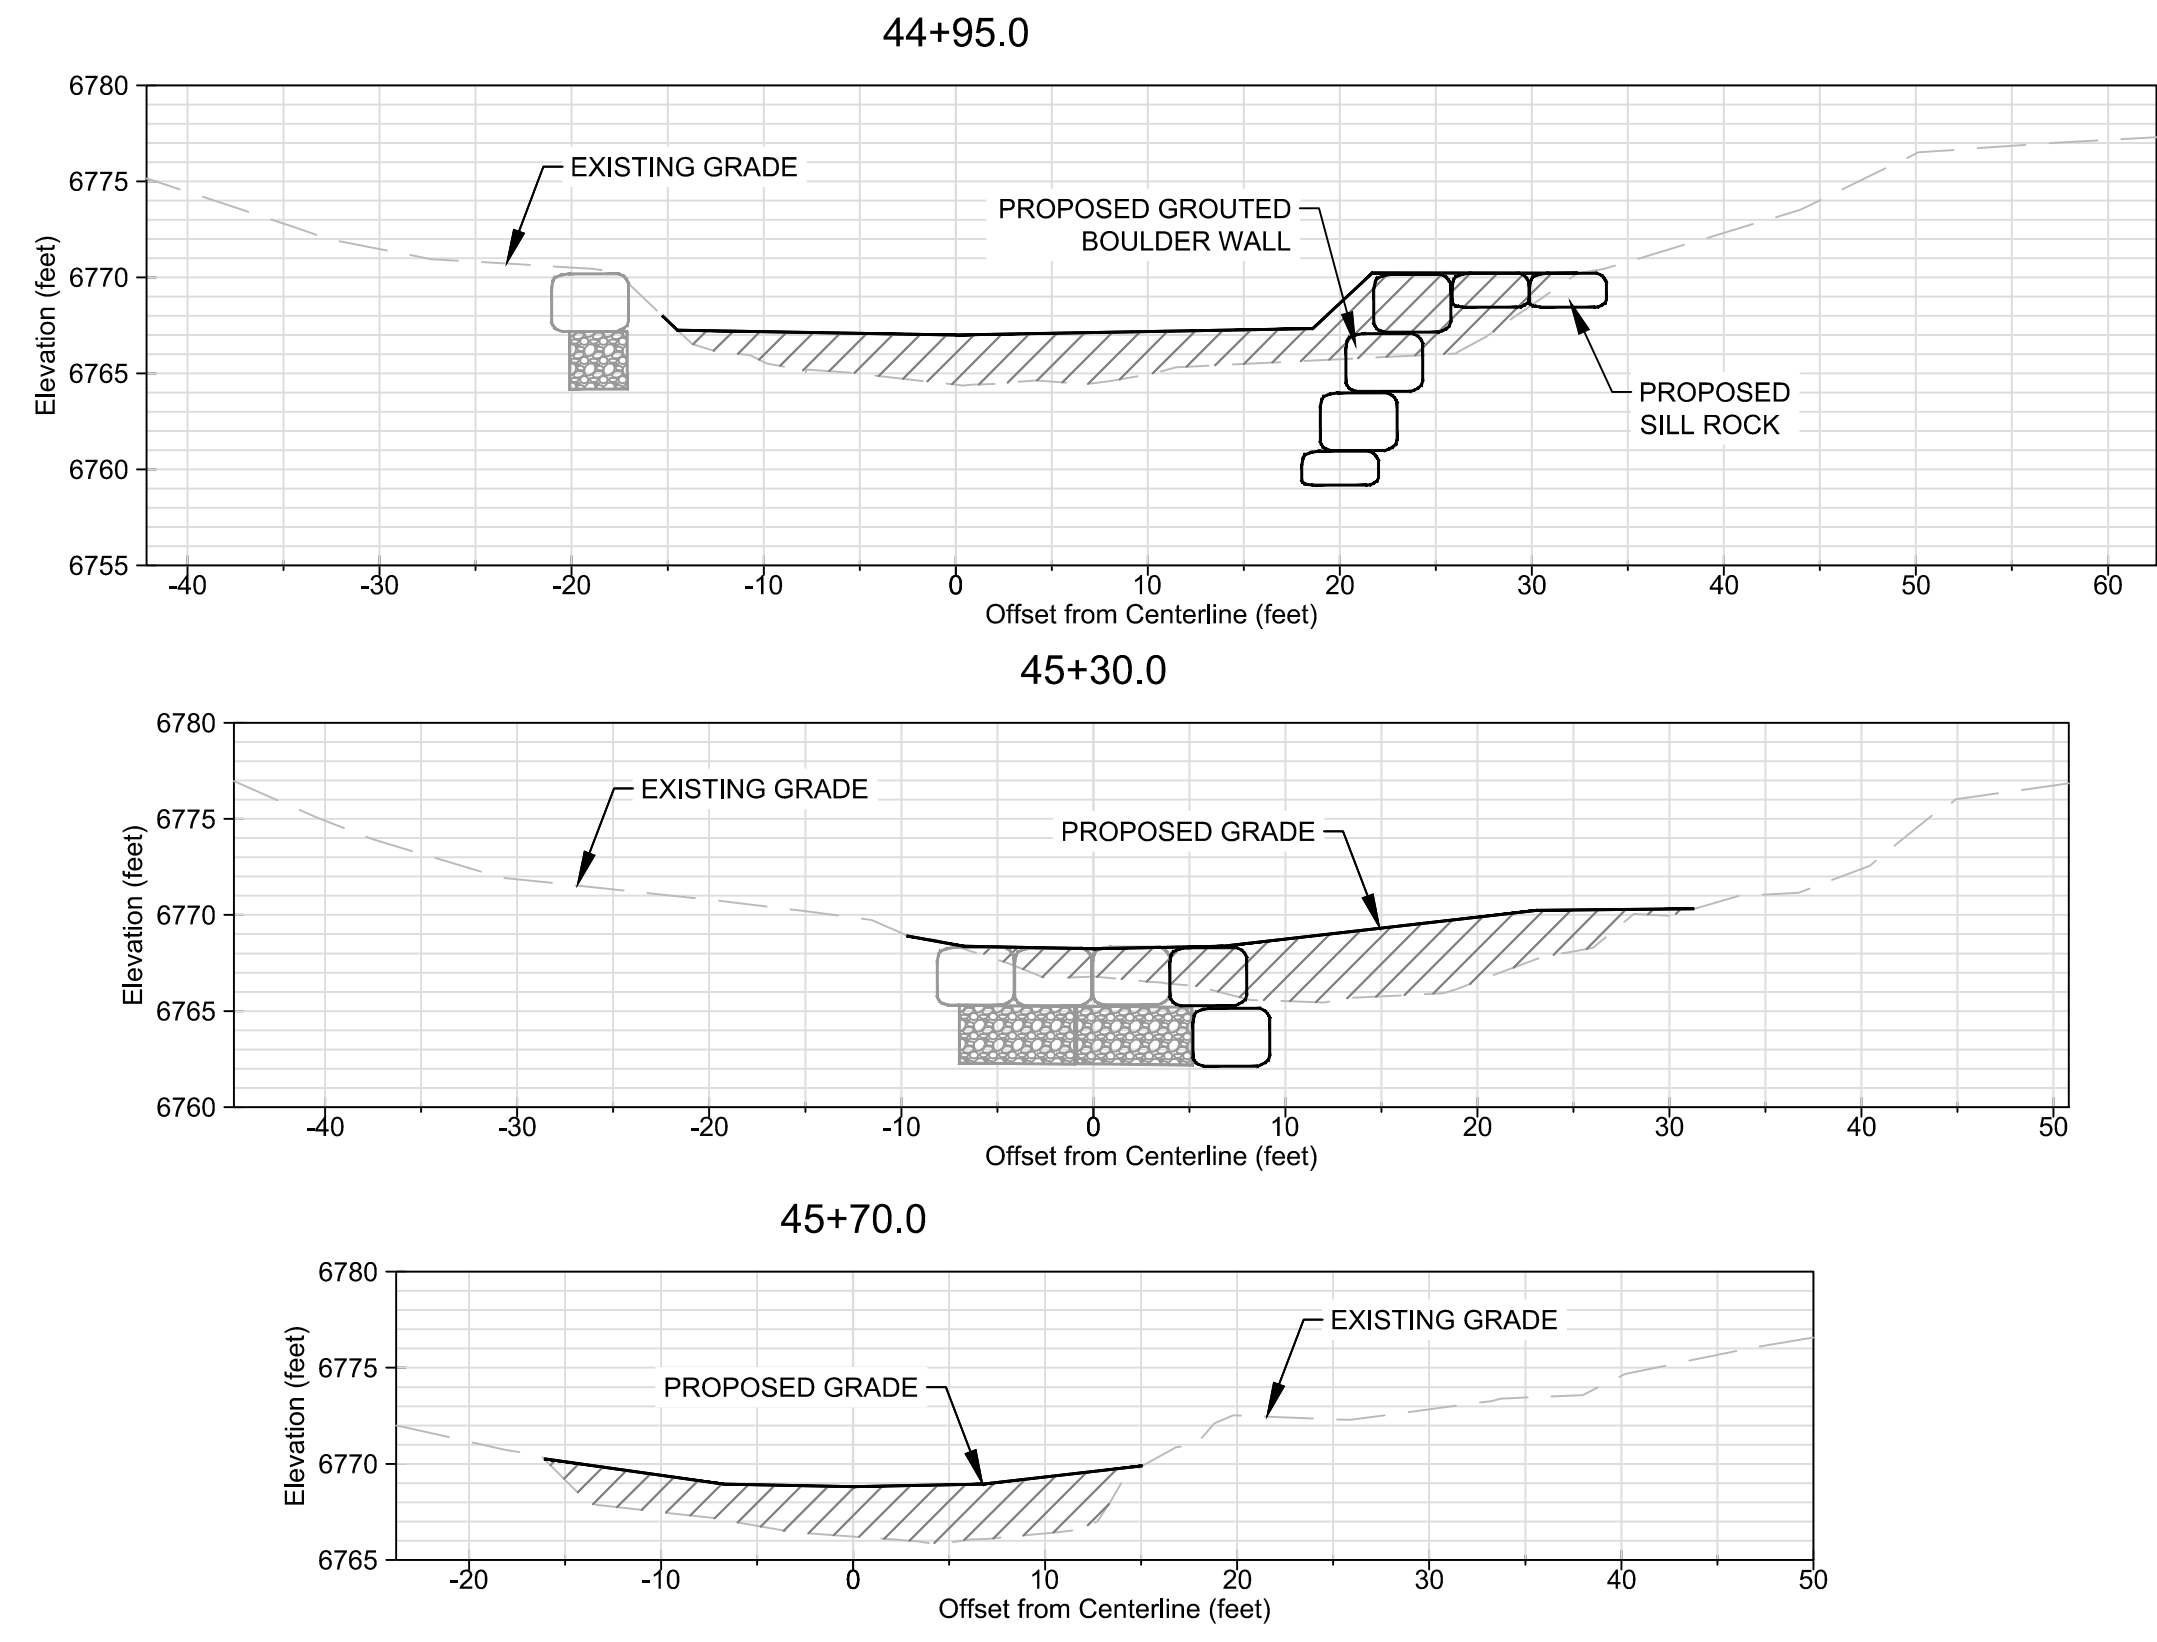 44+95.0
6780
6775
6770
6765
6760
6755
Elevation (feet)
EXISTING GRADE
PROPOSED GROUTED
BOULDER WALL
PROPOSED
SILL ROCK
-40 -30 -20 -10 0 10 20 30 40 50 60
Offset from Centerline (feet)
45+30.0
6780
6775
6770
6765
6760
Elevation (feet)
EXISTING GRADE
PROPOSED GRADE
-40 -30 -20 -10 0 10 20 30 40 50
Offset from Centerline (feet)
45+70.0
6780
6775
6770
6765
Elevation (feet)
EXISTING GRADE
PROPOSED GRADE
-20 -10 0 10 20 30 40 50
Offset from Centerline (feet)